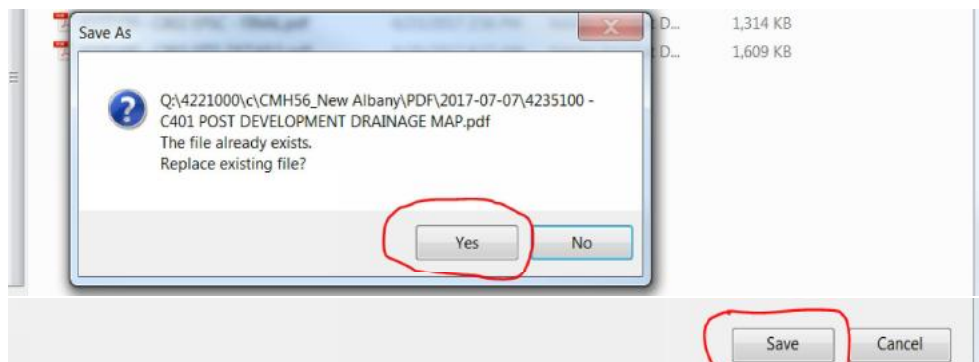 Save As
D...
1,314 KB
D...
1,609 KB
Q:\4221000\c\CMH56_New Albany\PDF\2017-07-07\4235100 -
C401 POST DEVELOPMENT DRAINAGE MAP.pdf
The file already exists.
Replace existing file?
Yes
No
Save
Cancel